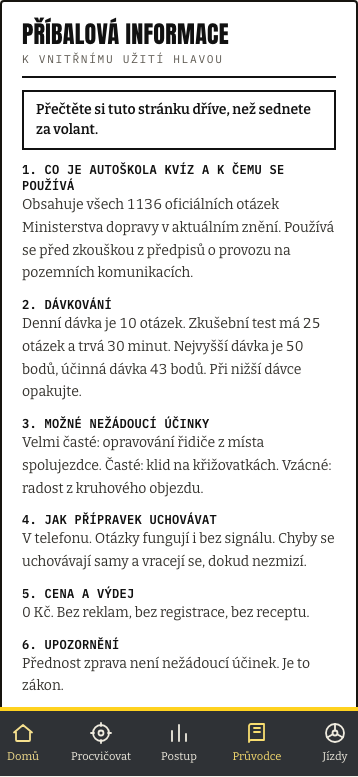 PŘÍBALOVÁ INFORMACE
K VNITŘNÍMU UŽITÍ HLAVOU
Přečtěte si tuto stránku dříve, než sednete
za volant.
1. CO JE AUTOŠKOLA KVÍZ A K ČEMU SE
POUŽÍVÁ
Obsahuje všech 1136 oficiálních otázek
Ministerstva dopravy v aktuálním znění. Používá
se před zkouškou z předpisů o provozu na
pozemních komunikacích.
2. DÁVKOVÁNÍ
Denní dávka je 10 otázek. Zkušební test má 25
otázek a trvá 30 minut. Nejvyšší dávka je 50
bodů, účinná dávka 43 bodů. Při nižší dávce
opakujte.
3. MOŽNÉ NEŽÁDOUCÍ ÚČINKY
Velmi časté: opravování řidiče z místa
spolujezdce. Časté: klid na křižovatkách. Vzácné:
radost z kruhového objezdu.
4. JAK PŘÍPRAVEK UCHOVÁVAT
V telefonu. Otázky fungují i bez signálu. Chyby se
uchovávají samy a vracejí se, dokud nezmizí.
5. CENA A VÝDEJ
0 Kč. Bez reklam, bez registrace, bez receptu.
6. UPOZORNĚNÍ
Přednost zprava není nežádoucí účinek. Je to
zákon.
Domů
Procvičovat
Postup
Průvodce
Jízdy